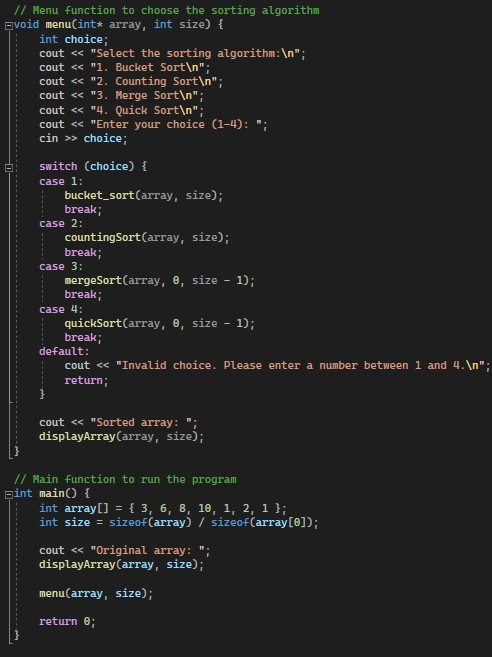 // Menu function to choose the sorting algorithm
void menu(int* array, int size) {
    int choice;
    cout << "Select the sorting algorithm:\n";
    cout << "1. Bucket Sort\n";
    cout << "2. Counting Sort\n";
    cout << "3. Merge Sort\n";
    cout << "4. Quick Sort\n";
    cout << "Enter your choice (1-4): ";
    cin >> choice;

    switch (choice) {
    case 1:
        bucket_sort(array, size);
        break;
    case 2:
        countingSort(array, size);
        break;
    case 3:
        mergeSort(array, 0, size - 1);
        break;
    case 4:
        quickSort(array, 0, size - 1);
        break;
    default:
        cout << "Invalid choice. Please enter a number between 1 and 4.\n";
        return;
    }

    cout << "Sorted array: ";
    displayArray(array, size);
}

// Main function to run the program
int main() {
    int array[] = { 3, 6, 8, 10, 1, 2, 1 };
    int size = sizeof(array) / sizeof(array[0]);

    cout << "Original array: ";
    displayArray(array, size);

    menu(array, size);

    return 0;
}